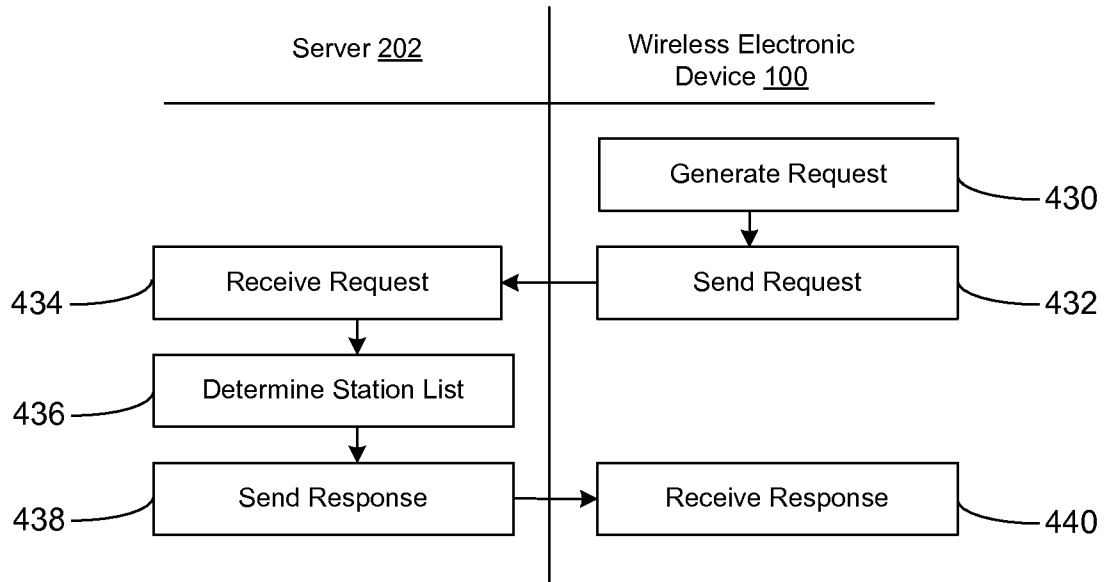 Server 202
Wireless Electronic
Device 100
Generate Request
430
Receive Request
Send Request
434
432
Determine Station List
436
Send Response
Receive Response
438
440